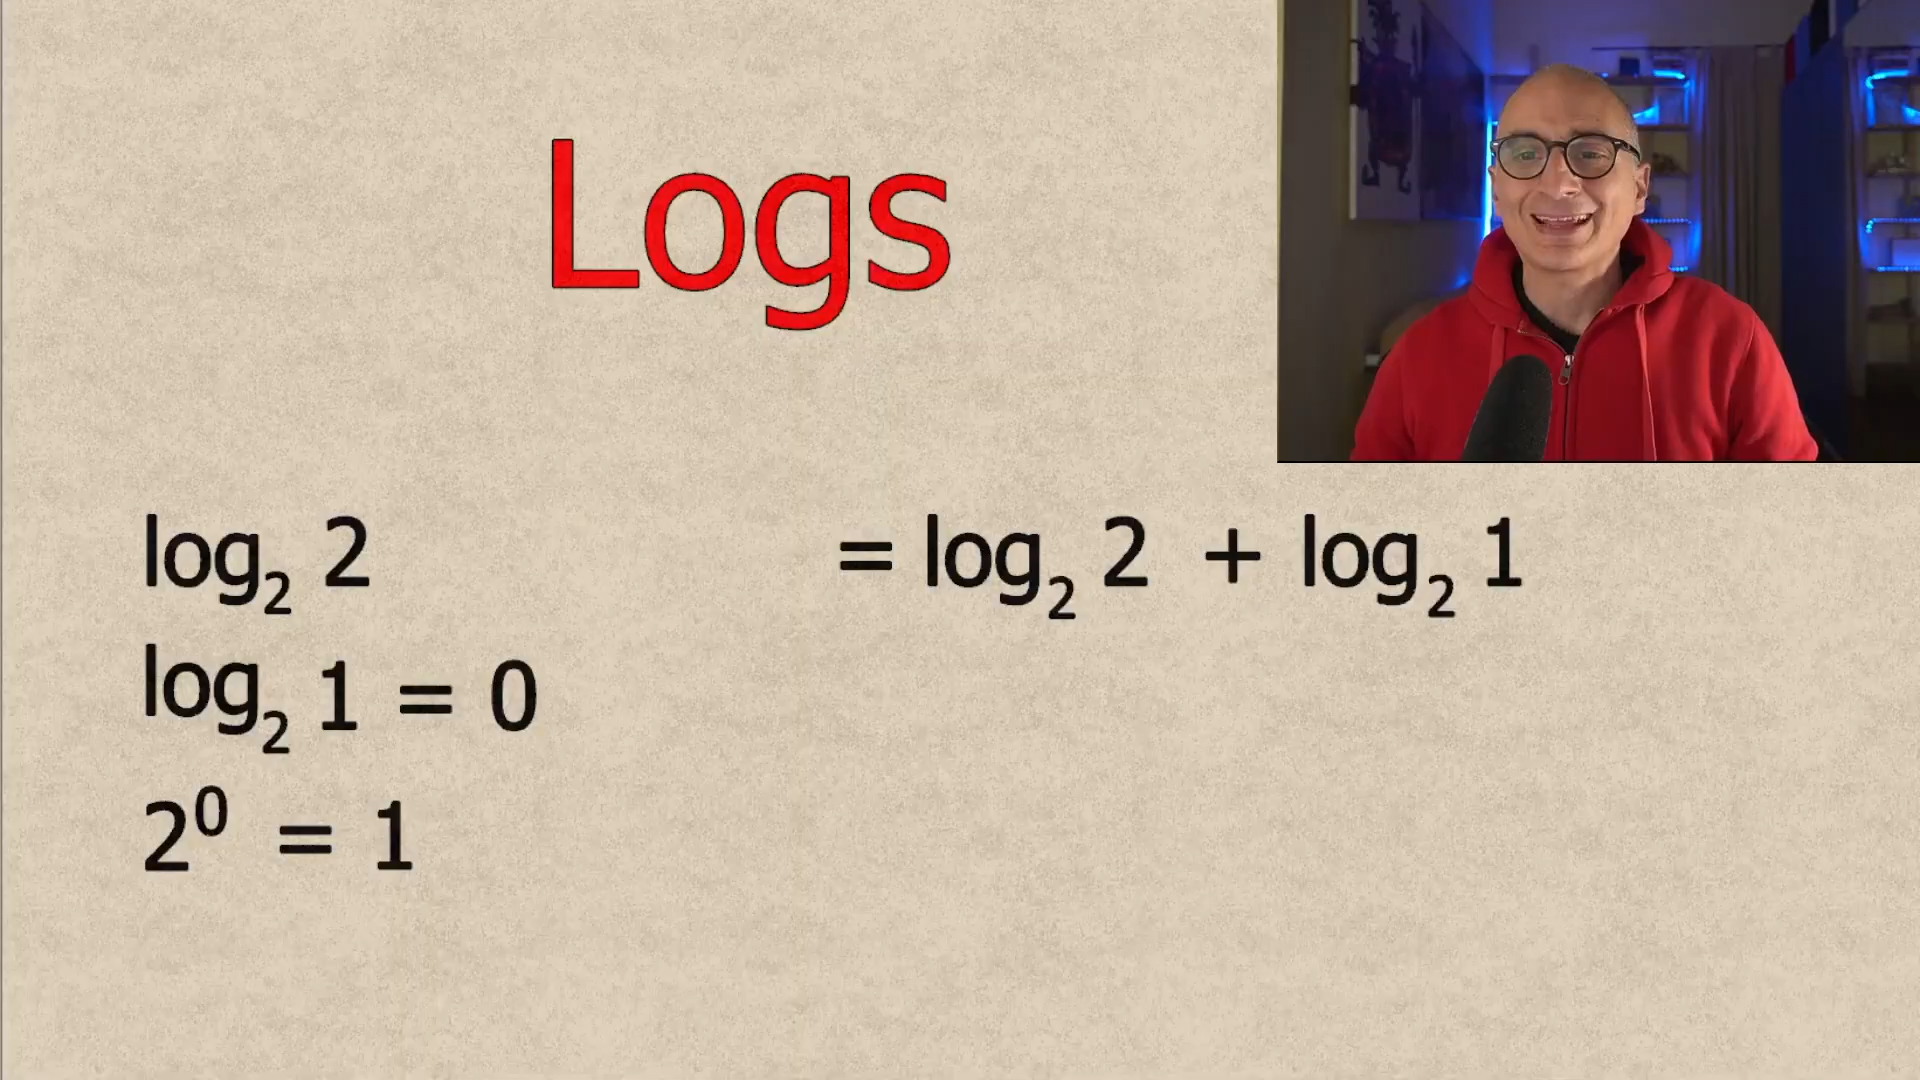 Logs
log₂ 2 = log₂ 2 + log₂ 1
log₂ 1 = 0
2⁰ = 1